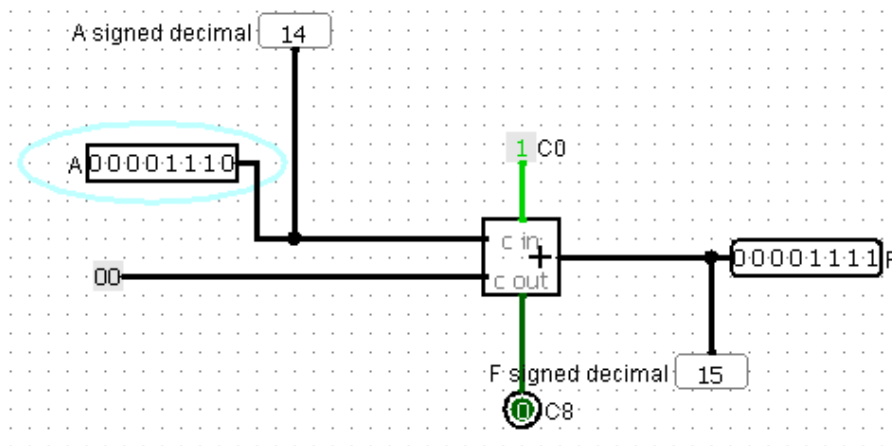 A signed decimal 14
1 C0
A 00001110
c in
+
00001111 F
00
c out
F signed decimal 15
0 C8